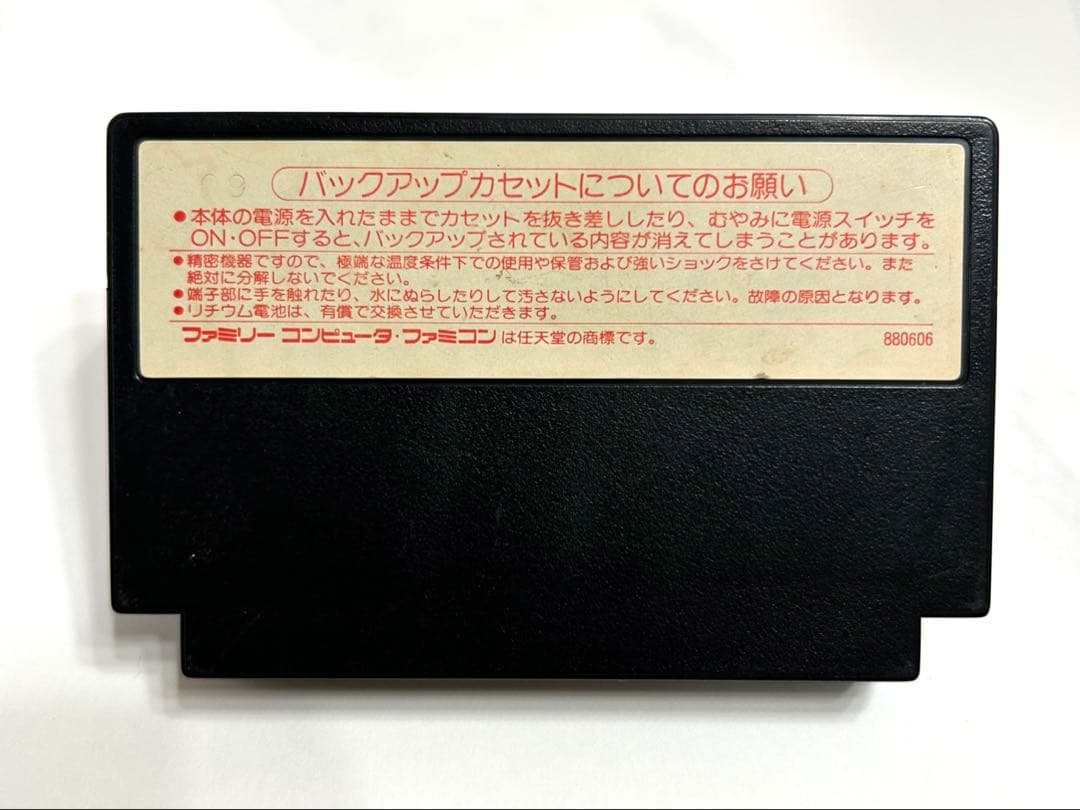 09
バックアップカセットについてのお願い
●本体の電源を入れたままでカセットを抜き差ししたり、むやみに電源スイッチを
ON・OFFすると、バックアップされている内容が消えてしまうことがあります。
●精密機器ですので、極端な温度条件下での使用や保管および強いショックをさけてください。また
絶対に分解しないでください。
●端子部に手を触れたり、水にぬらしたりして汚さないようにしてください。故障の原因となります。
●リチウム電池は、有償で交換させていただきます。
ファミリーコンピュータ・ファミコンは任天堂の商標です。 880606